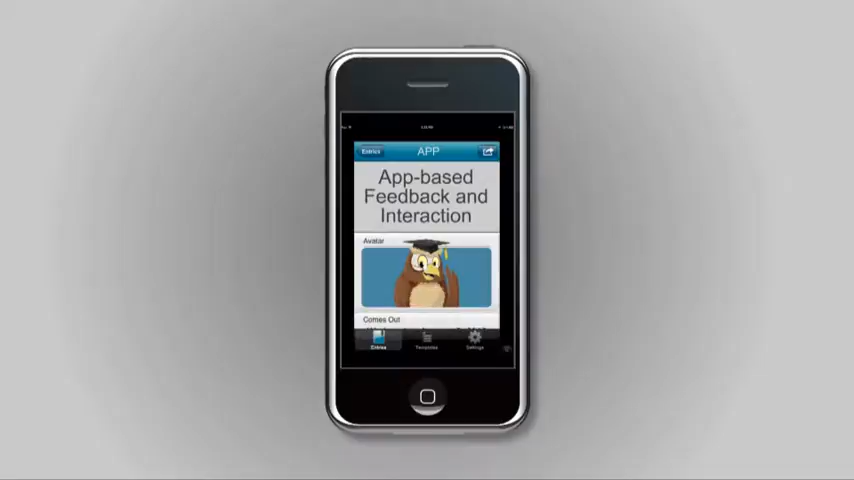 Entries
APP
App-based
Feedback and
Interaction
Avatar
Comes Out
Entries
Templates
Settings